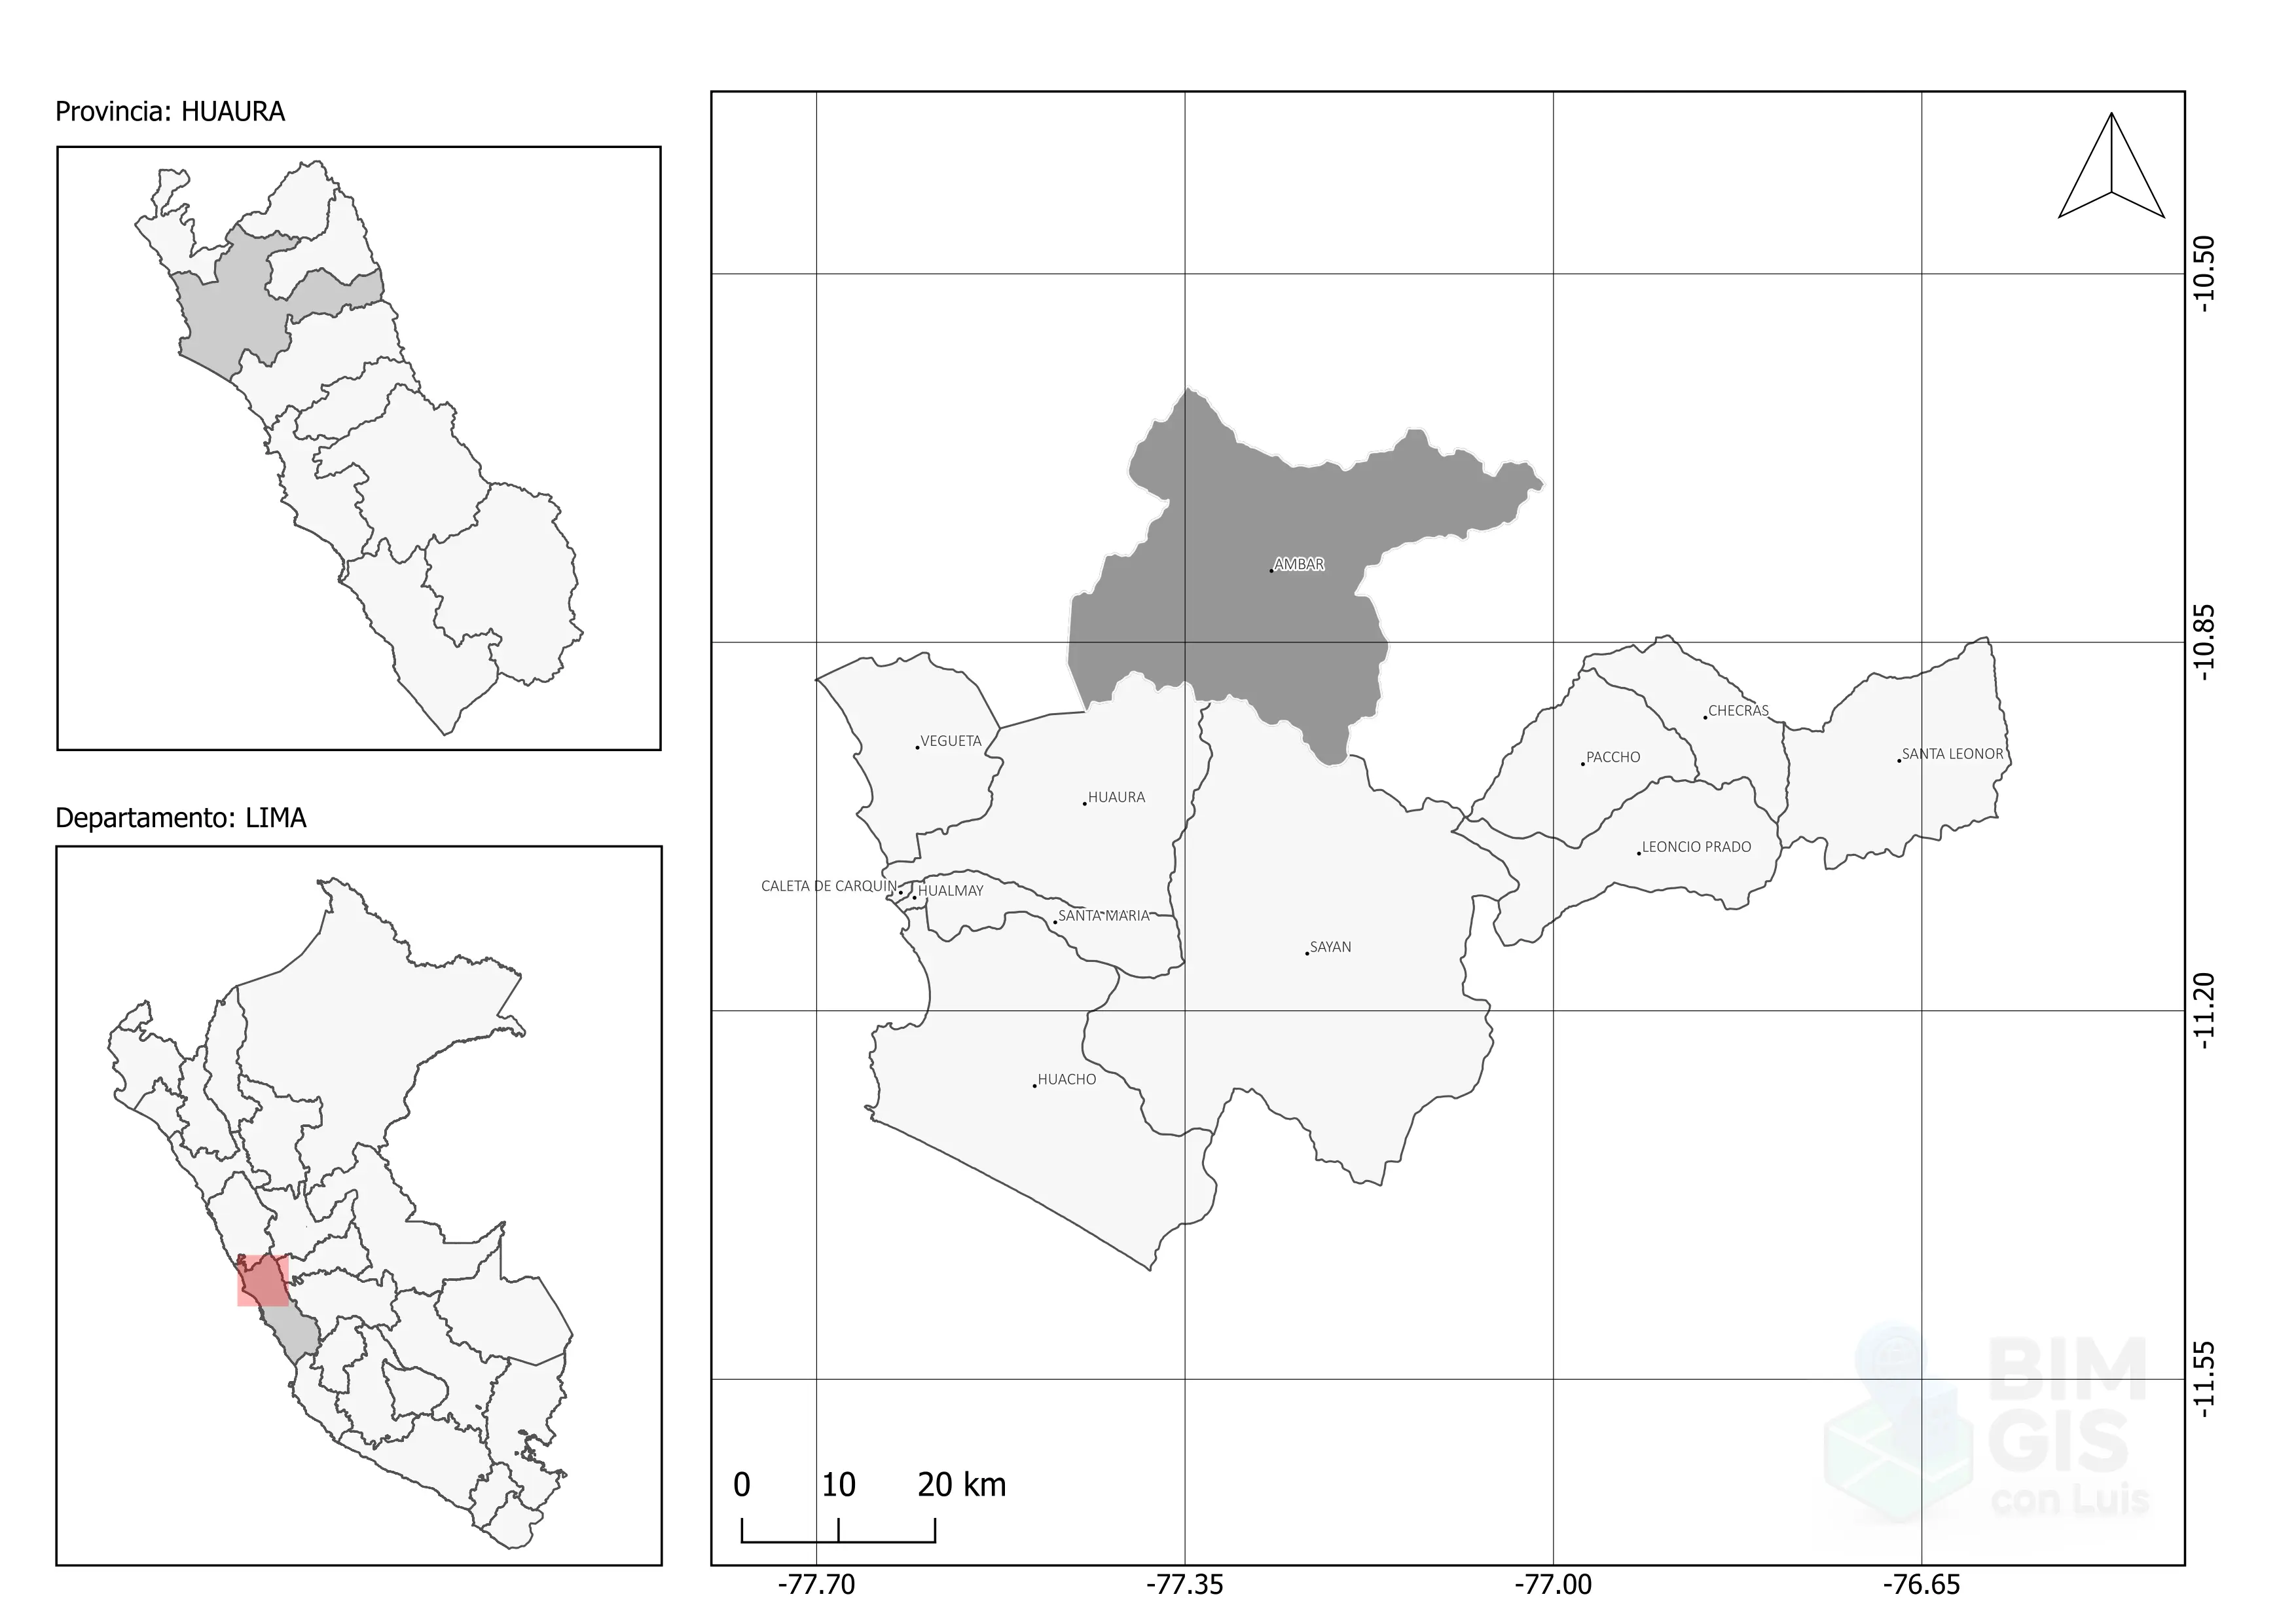 Provincia: HUAURA
Departamento: LIMA
AMBAR
CHECRAS
VEGUETA
PACCHO
SANTA LEONOR
HUAURA
LEONCIO PRADO
CALETA DE CARQUIN
HUALMAY
SANTA MARIA
SAYAN
HUACHO
-10.50
-10.85
-11.20
-11.55
BIM
GIS
con Luis
0 10 20 km
-77.70 -77.35 -77.00 -76.65